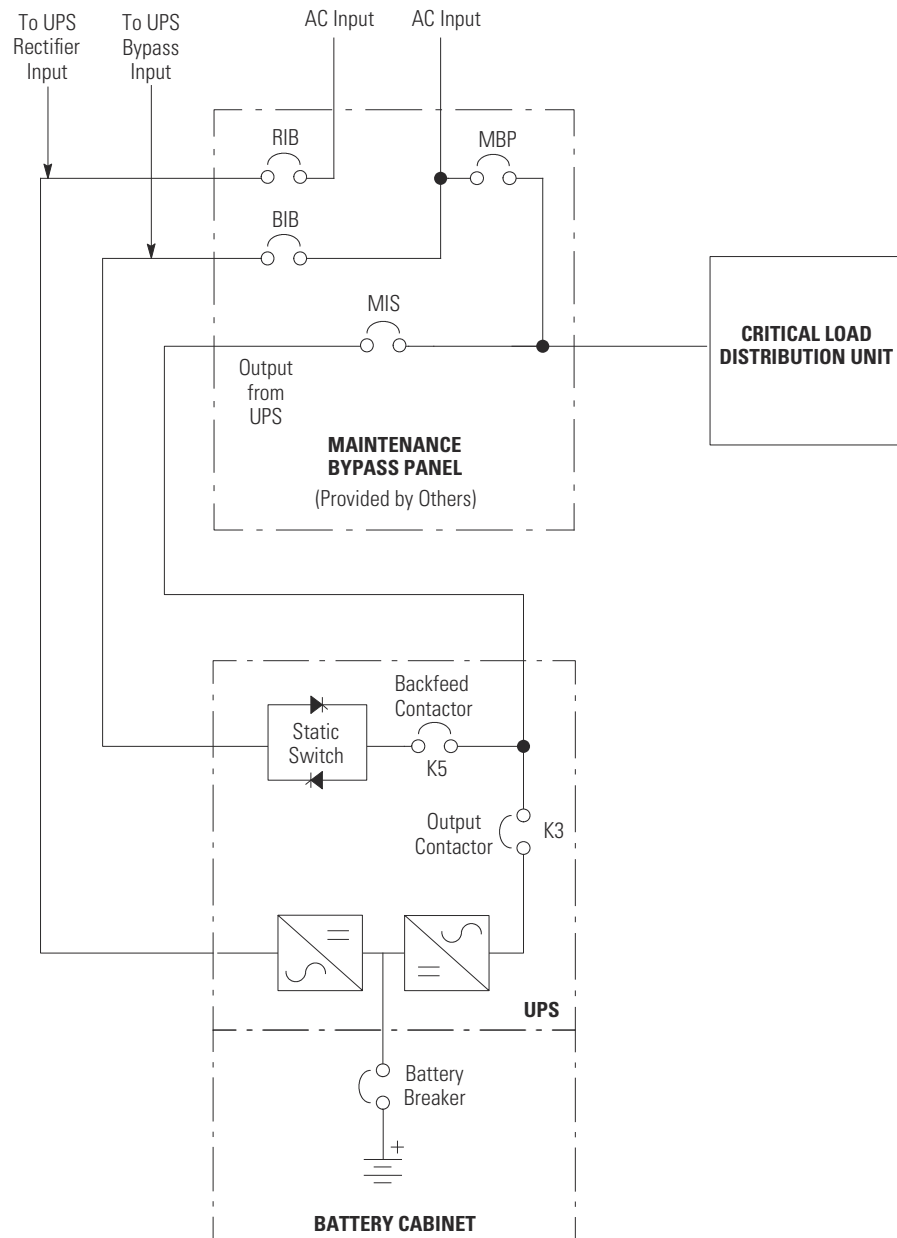 To UPS
Rectifier
Input
To UPS
Bypass
Input
AC Input
AC Input
RIB
MBP
BIB
MIS
Output
from
UPS
MAINTENANCE
BYPASS PANEL
(Provided by Others)
CRITICAL LOAD
DISTRIBUTION UNIT
Backfeed
Contactor
Static
Switch
K5
Output
Contactor
K3
UPS
Battery
Breaker
+
BATTERY CABINET